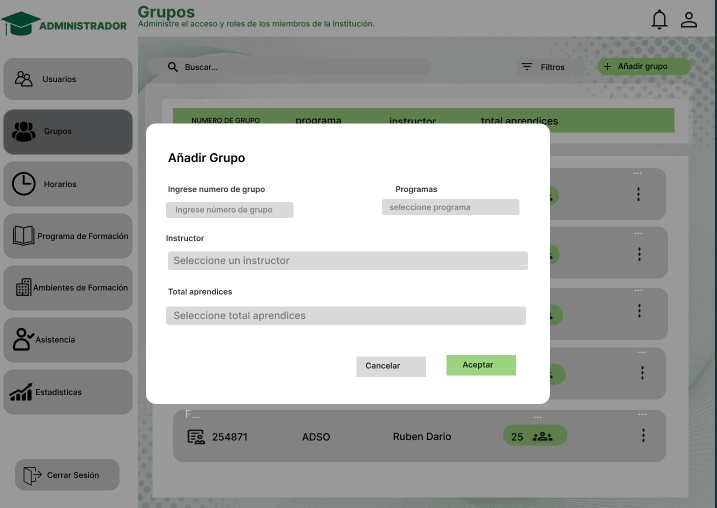 Grupos
Administre el acceso y roles de los miembros de la institución.
ADMINISTRADOR
Usuarios
Grupos
Horarios
Programa de Formación
Ambientes de Formación
Asistencia
Estadisticas
Cerrar Sesión
Buscar...
Filtros
+ Añadir grupo
NUMERO DE GRUPO programa instructor total aprendices
Añadir Grupo
Ingrese numero de grupo Programas
Ingrese número de grupo seleccione programa
Instructor
Seleccione un instructor
Total aprendices
Seleccione total aprendices
Cancelar Aceptar
F... ... ...
254871 ADSO Ruben Dario 25